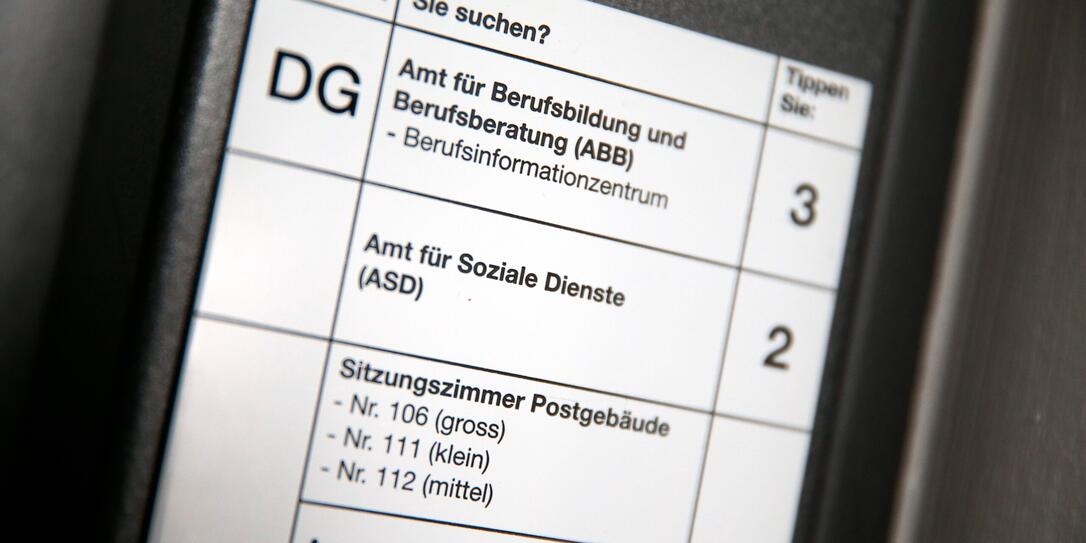 Sie suchen?
Tippen
Sie:
DG
Amt für Berufsbildung und
Berufsberatung (ABB)
- Berufsinformationzentrum
3
Amt für Soziale Dienste
(ASD)
2
Sitzungszimmer Postgebäude
- Nr. 106 (gross)
- Nr. 111 (klein)
- Nr. 112 (mittel)